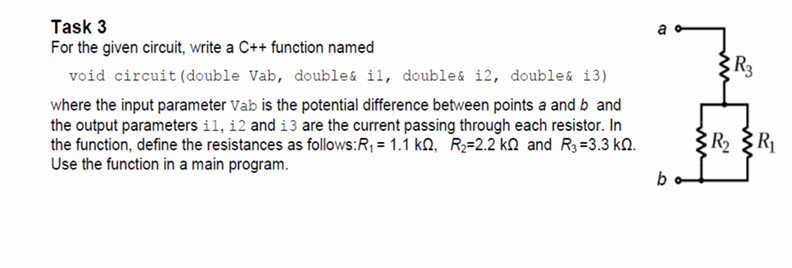 Task 3
For the given circuit, write a C++ function named
void circuit(double Vab, double& i1, double& i2, double& i3)
where the input parameter Vab is the potential difference between points a and b and
the output parameters i1, i2 and i3 are the current passing through each resistor. In
the function, define the resistances as follows:R₁ = 1.1 kΩ, R₂=2.2 kΩ and R₃=3.3 kΩ.
Use the function in a main program.
a
R₃
R₂ R₁
b